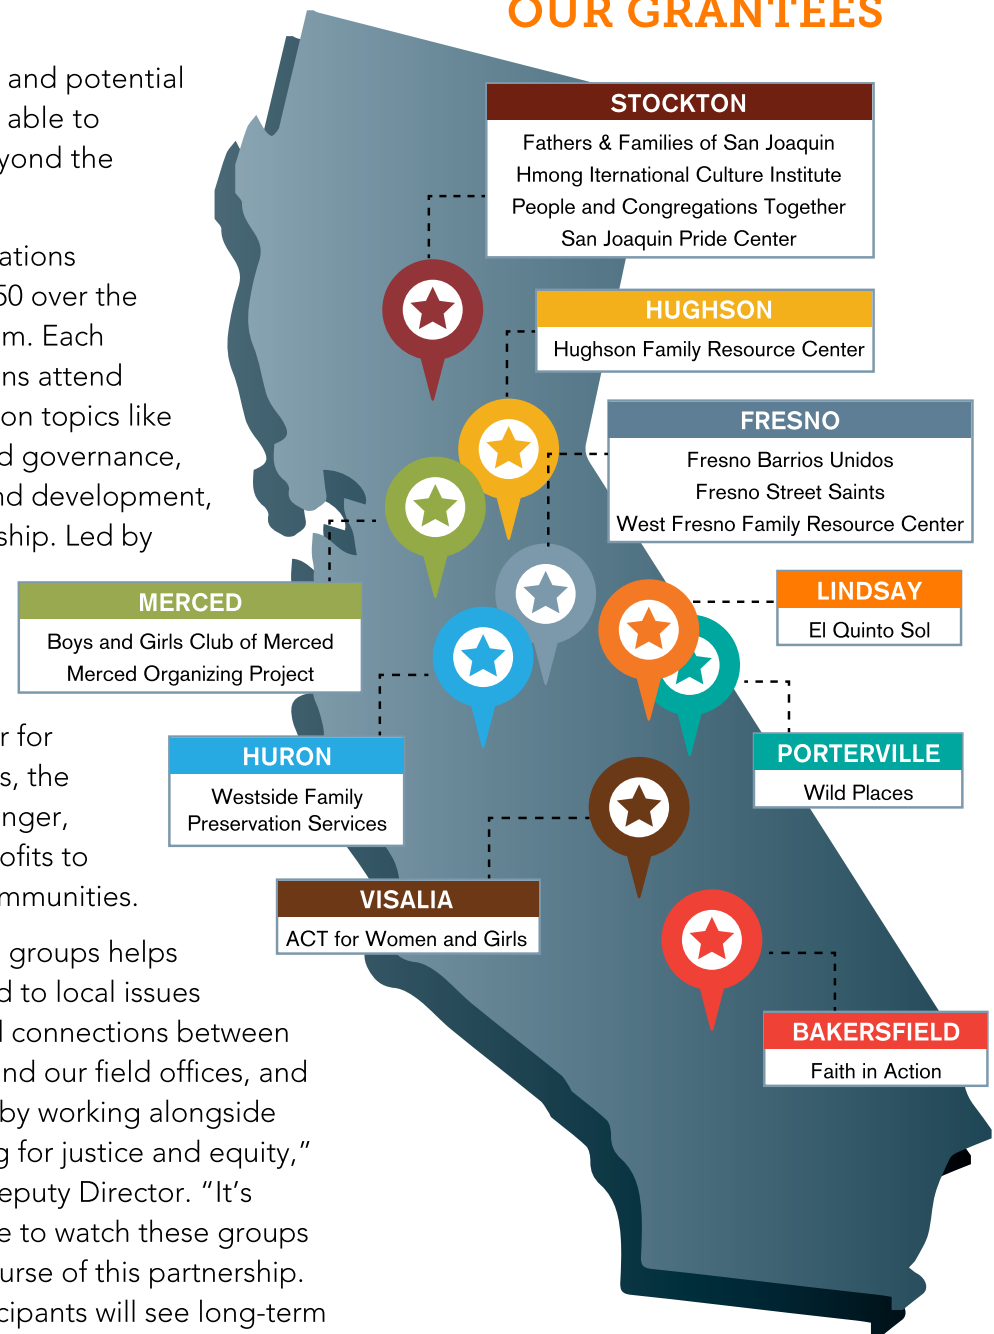 OUR GRANTEES
and potential
able to
yond the
ations
50 over the
m. Each
ns attend
on topics like
d governance,
nd development,
ship. Led by
r for
s, the
nger,
ofits to
mmunities.
groups helps
d to local issues
connections between
nd our field offices, and
by working alongside
g for justice and equity,”
eputy Director. “It’s
e to watch these groups
urse of this partnership.
cipants will see long-term
STOCKTON
Fathers & Families of San Joaquin
Hmong Iternational Culture Institute
People and Congregations Together
San Joaquin Pride Center
HUGHSON
Hughson Family Resource Center
FRESNO
Fresno Barrios Unidos
Fresno Street Saints
West Fresno Family Resource Center
MERCED
Boys and Girls Club of Merced
Merced Organizing Project
LINDSAY
El Quinto Sol
HURON
Westside Family
Preservation Services
PORTERVILLE
Wild Places
VISALIA
ACT for Women and Girls
BAKERSFIELD
Faith in Action